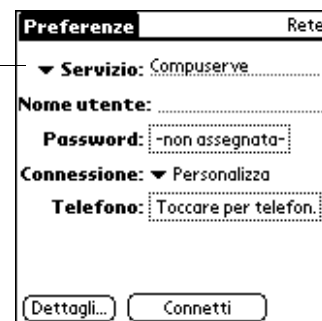 Preferenze Rete
Servizio: Compuserve
Nome utente:
Password: -non assegnata-
Connessione: Personalizza
Telefono: Toccare per telefon.
Dettagli... Connetti